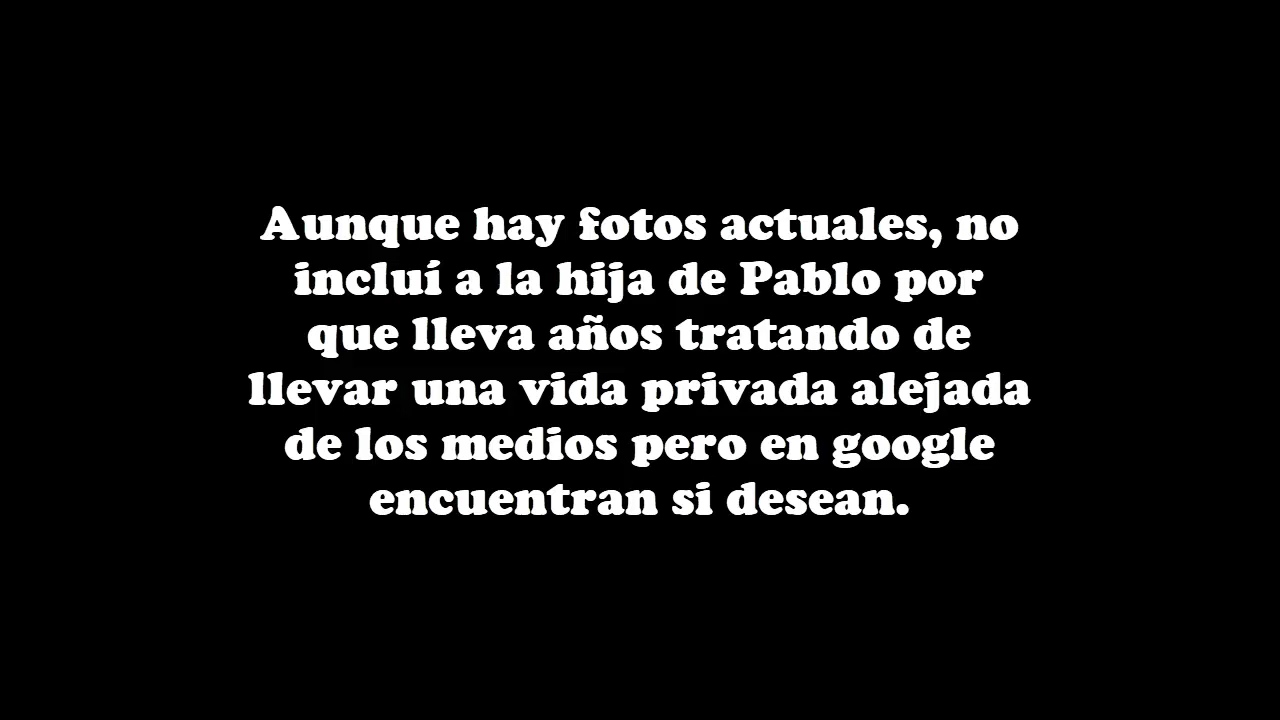 Aunque hay fotos actuales, no
incluí a la hija de Pablo por
que lleva años tratando de
llevar una vida privada alejada
de los medios pero en google
encuentran si desean.